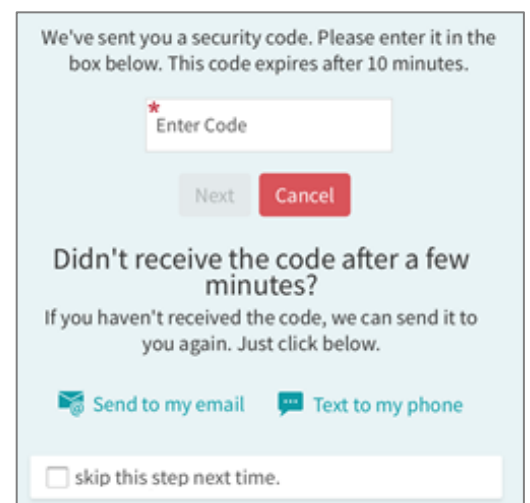 We've sent you a security code. Please enter it in the
box below. This code expires after 10 minutes.
*
Enter Code
Next Cancel
Didn't receive the code after a few
minutes?
If you haven't received the code, we can send it to
you again. Just click below.
Send to my email Text to my phone
skip this step next time.